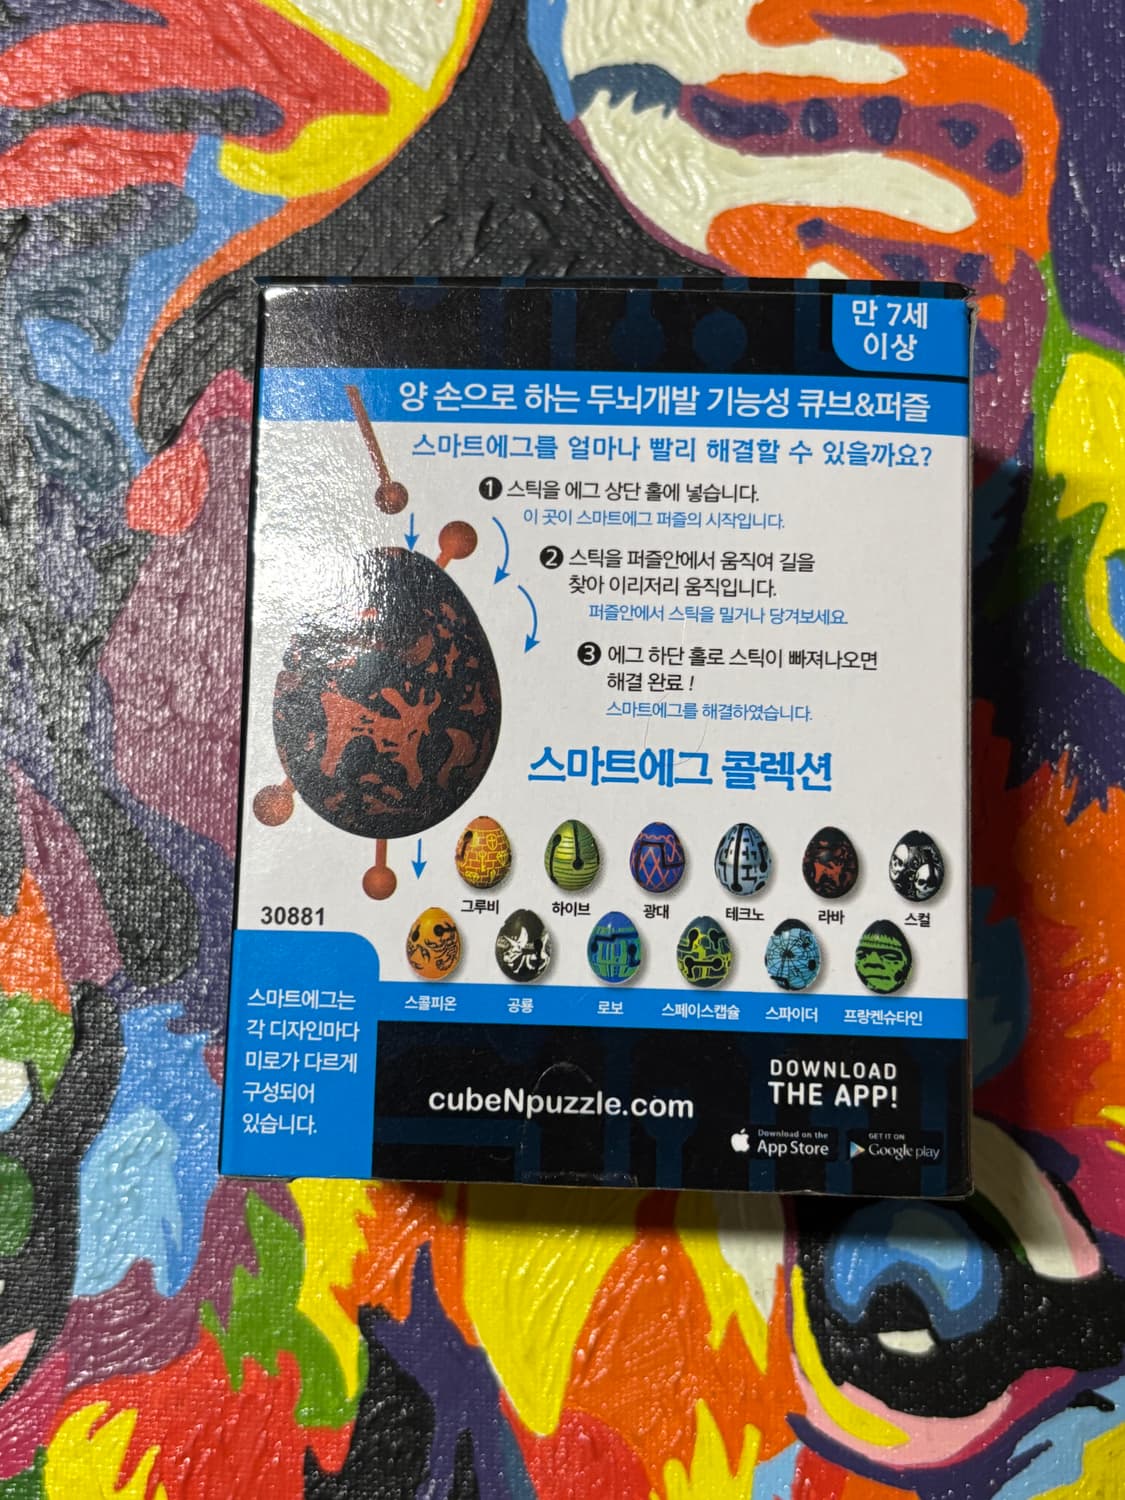 만 7세
이상
양 손으로 하는 두뇌개발 기능성 큐브&퍼즐
스마트에그를 얼마나 빨리 해결할 수 있을까요?
1 스틱을 에그 상단 홀에 넣습니다.
이 곳이 스마트에그 퍼즐의 시작입니다.
2 스틱을 퍼즐안에서 움직여 길을
찾아 이리저리 움직입니다.
퍼즐안에서 스틱을 밀거나 당겨보세요.
3 에그 하단 홀로 스틱이 빠져나오면
해결 완료 !
스마트에그를 해결하였습니다.
스마트에그 콜렉션
그루비 하이브 광대 테크노 라바 스컬
30881
스콜피온 공룡 로보 스페이스캡슐 스파이더 프랑켄슈타인
스마트에그는
각 디자인마다
미로가 다르게
구성되어
있습니다.
cubeNpuzzle.com
DOWNLOAD
THE APP!
Download on the
App Store
GET IT ON
Google play